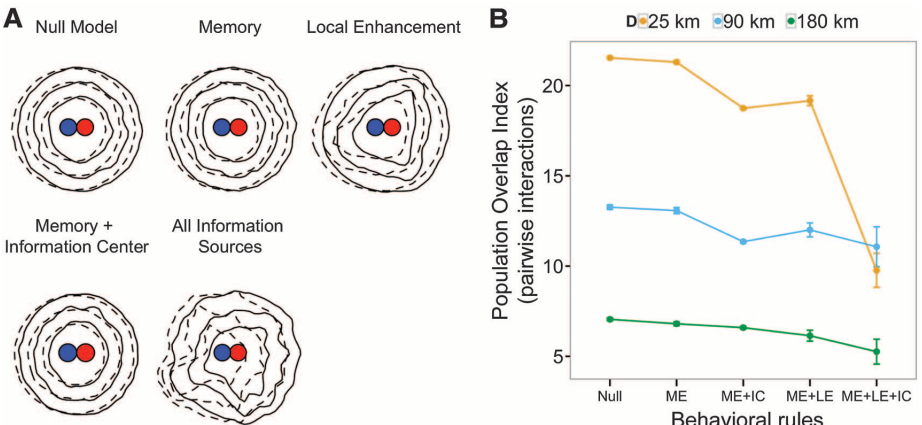 A
Null Model
Memory
Local Enhancement
Memory +
Information Center
All Information
Sources
B
D 25 km 90 km 180 km
Population Overlap Index
(pairwise interactions)
20
15
10
5
Null ME ME+IC ME+LE ME+LE+IC
Behavioral rules